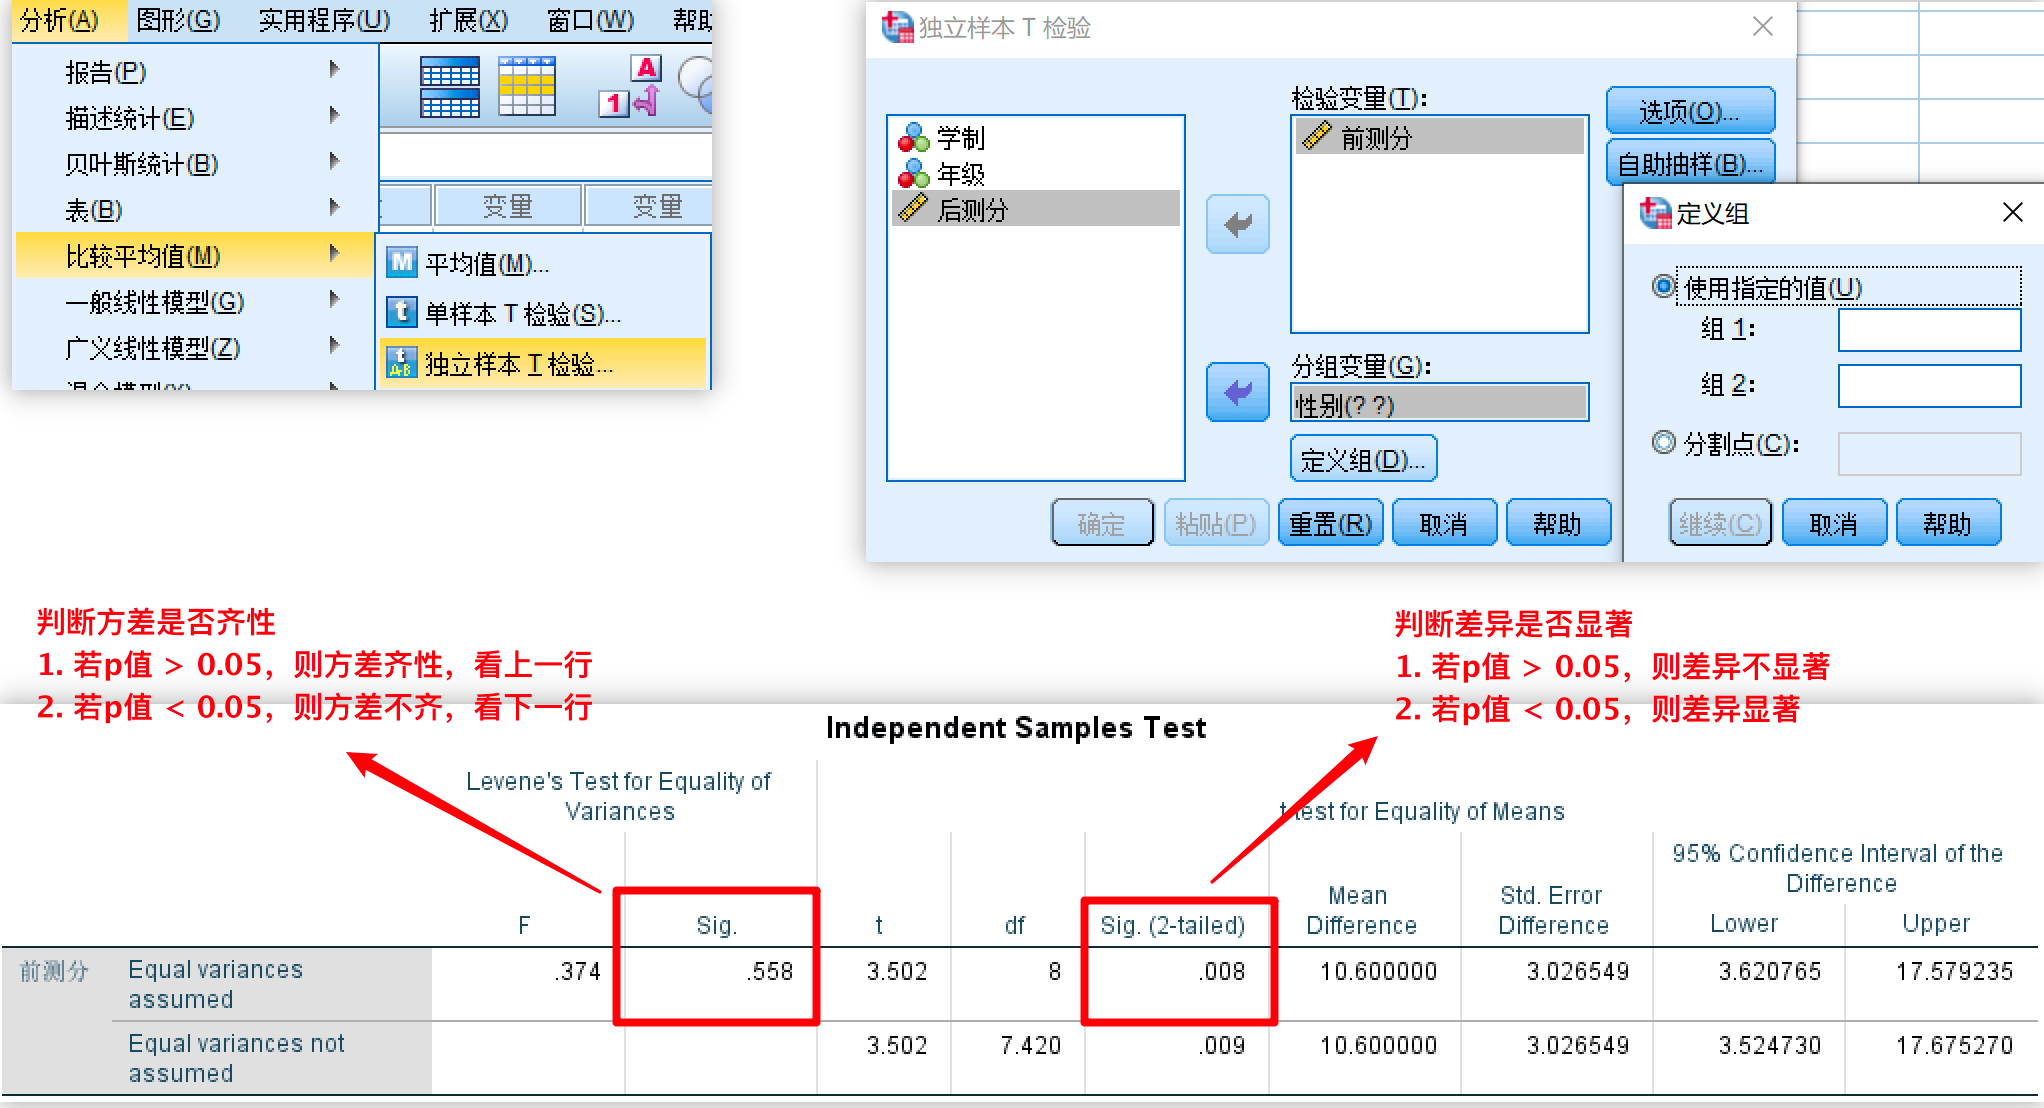 分析(A) 图形(G) 实用程序(U) 扩展(X) 窗口(W) 帮助
报告(P)
描述统计(E)
贝叶斯统计(B)
表(B)
变量 变量
比较平均值(M)
平均值(M)...
一般线性模型(G)
单样本 T 检验(S)...
广义线性模型(Z)
独立样本 T 检验...
独立样本 T 检验
学制
年级
后测分
检验变量(T):
前测分
分组变量(G):
性别(? ?)
定义组(D)...
选项(O)...
自助抽样(B)...
确定 粘贴(P) 重置(R) 取消 帮助
定义组
使用指定的值(U)
组 1:
组 2:
分割点(C):
继续(C) 取消 帮助
判断方差是否齐性
1. 若p值 > 0.05，则方差齐性，看上一行
2. 若p值 < 0.05，则方差不齐，看下一行
判断差异是否显著
1. 若p值 > 0.05，则差异不显著
2. 若p值 < 0.05，则差异显著
Independent Samples Test
Levene's Test for Equality of
Variances
t-test for Equality of Means
95% Confidence Interval of the
Difference
F Sig. t df Sig. (2-tailed) Mean Difference Std. Error Difference Lower Upper
前测分 Equal variances assumed .374 .558 3.502 8 .008 10.600000 3.026549 3.620765 17.579235
Equal variances not assumed 3.502 7.420 .009 10.600000 3.026549 3.524730 17.675270